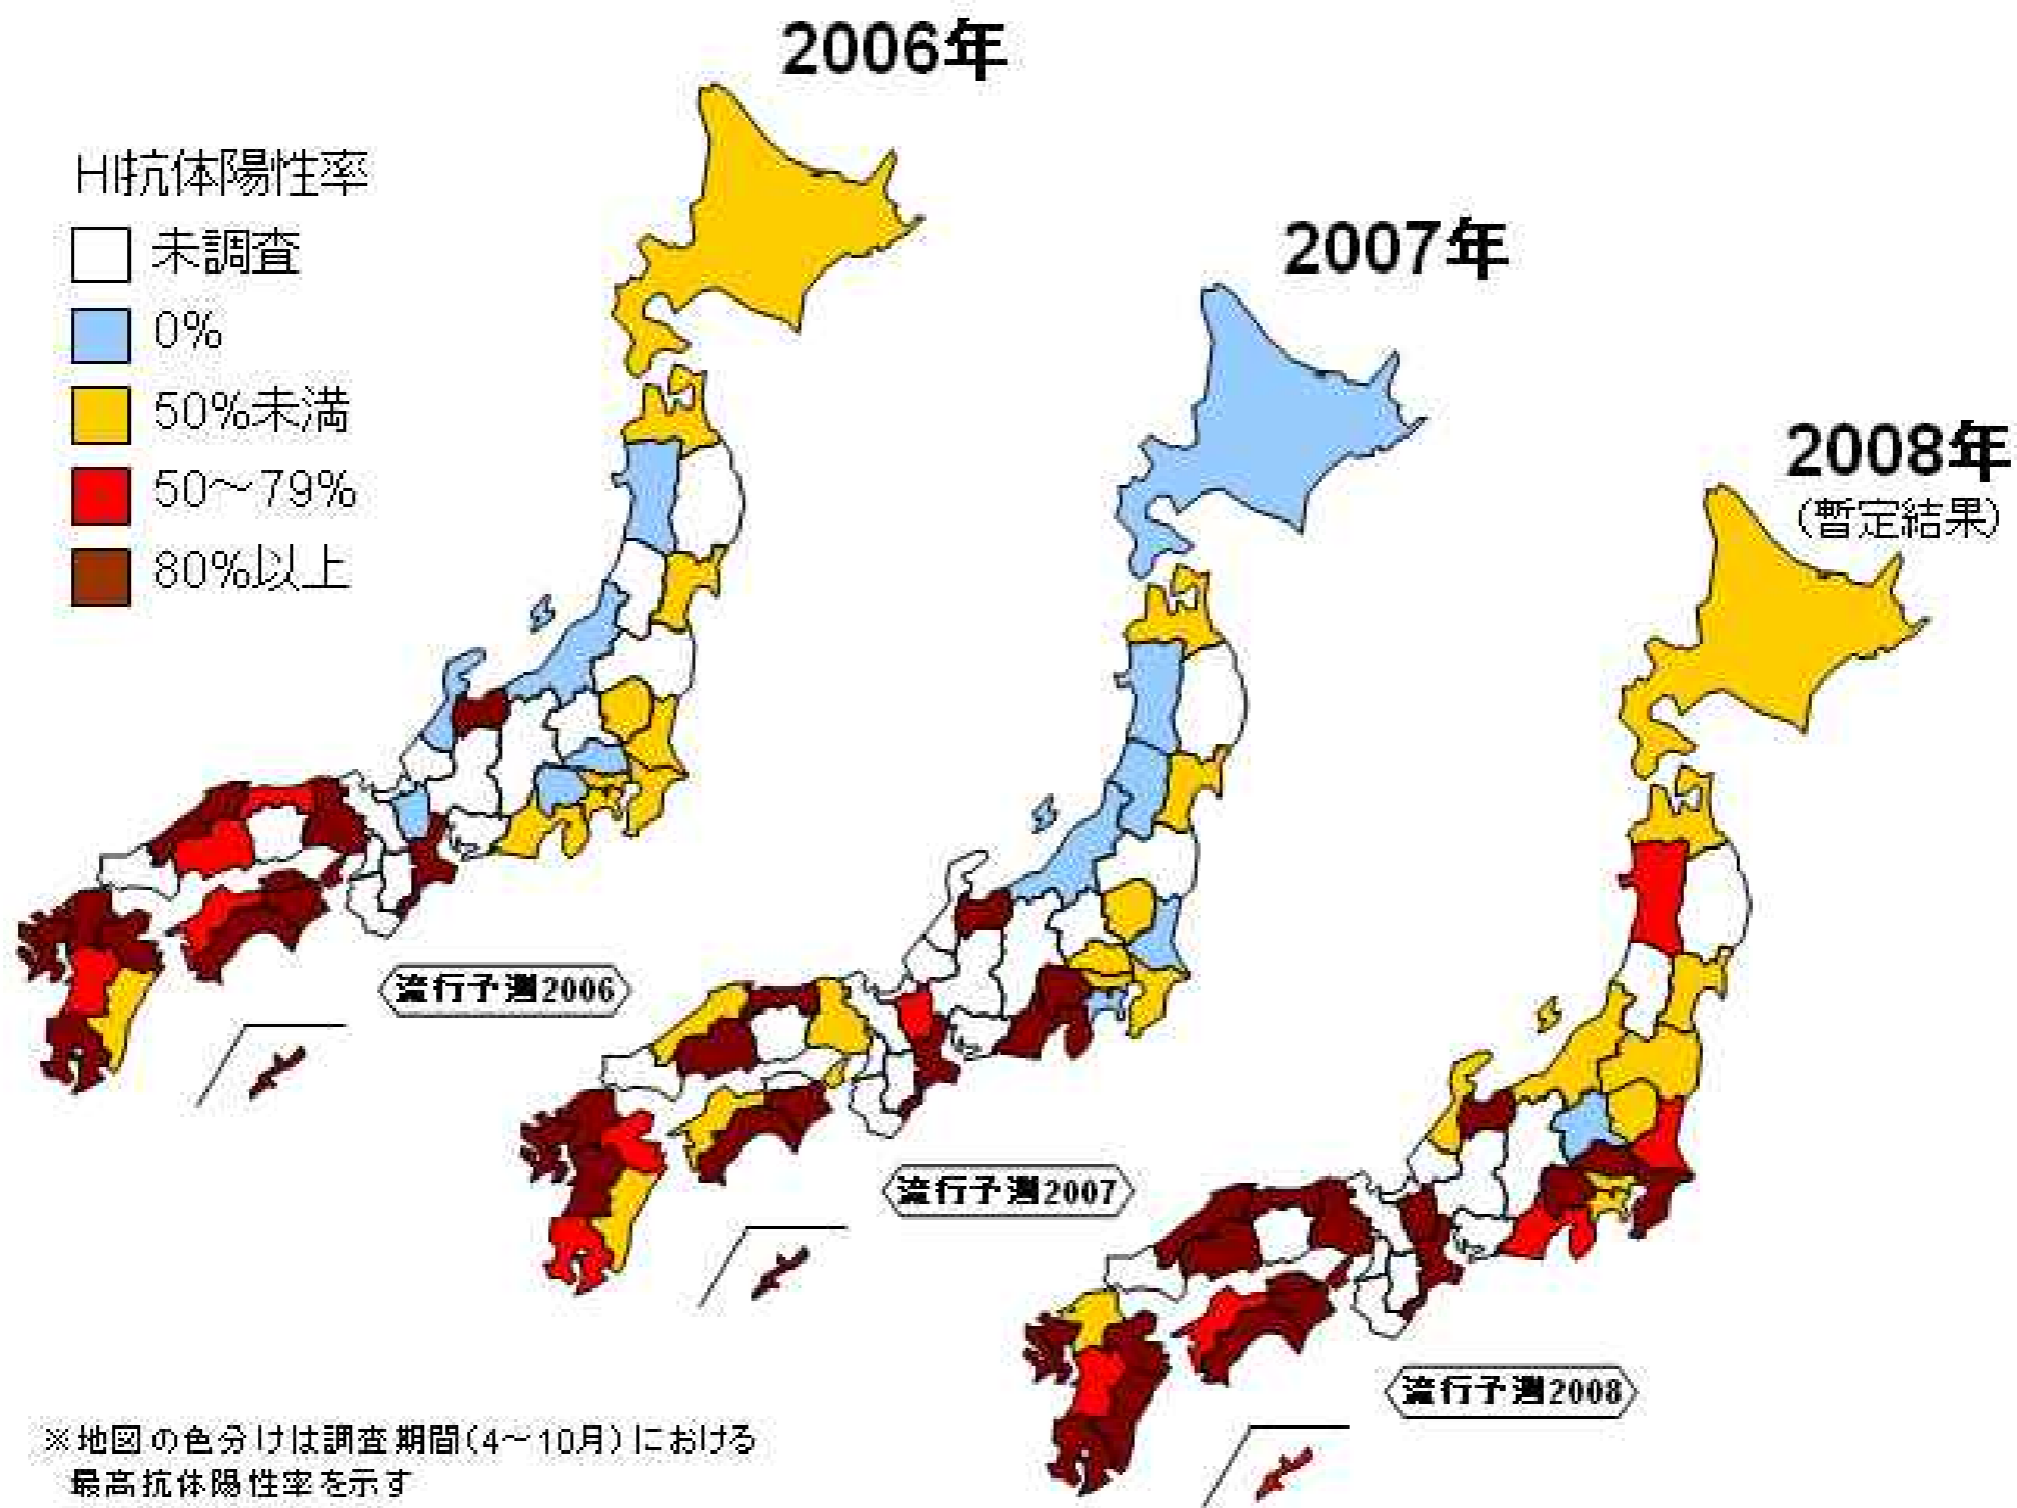 2006年
HI抗体陽性率
未調査
0%
50%未満
50～79%
80%以上
2007年
2008年
(暫定結果)
流行予測2006
流行予測2007
流行予測2008
※地図の色分けは調査期間(4～10月)における
最高抗体陽性率を示す